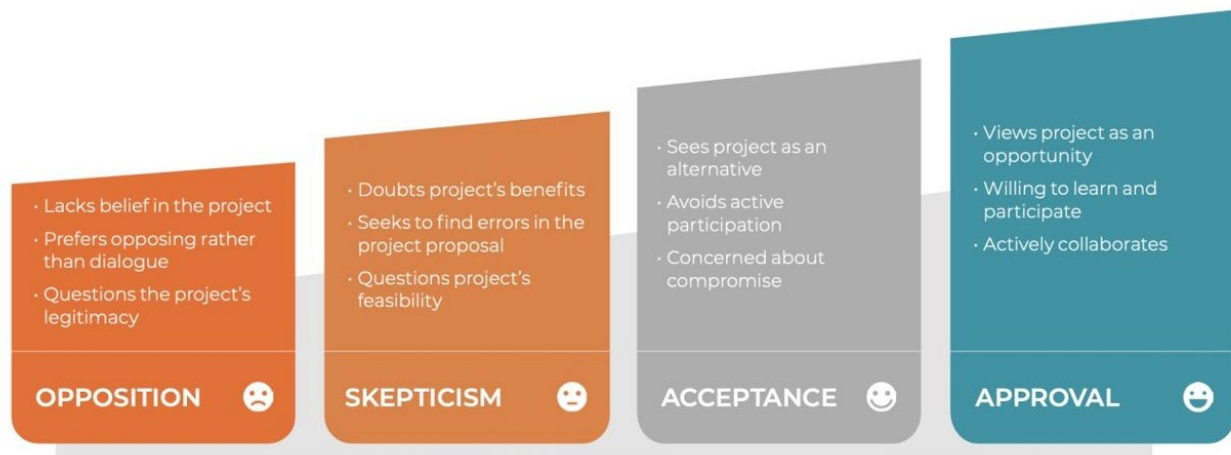 · Lacks belief in the project
· Prefers opposing rather
than dialogue
· Questions the project's
legitimacy
OPPOSITION
· Doubts project's benefits
· Seeks to find errors in the
project proposal
· Questions project's
feasibility
SKEPTICISM
· Sees project as an
alternative
· Avoids active
participation
· Concerned about
compromise
ACCEPTANCE
· Views project as an
opportunity
· Willing to learn and
participate
· Actively collaborates
APPROVAL